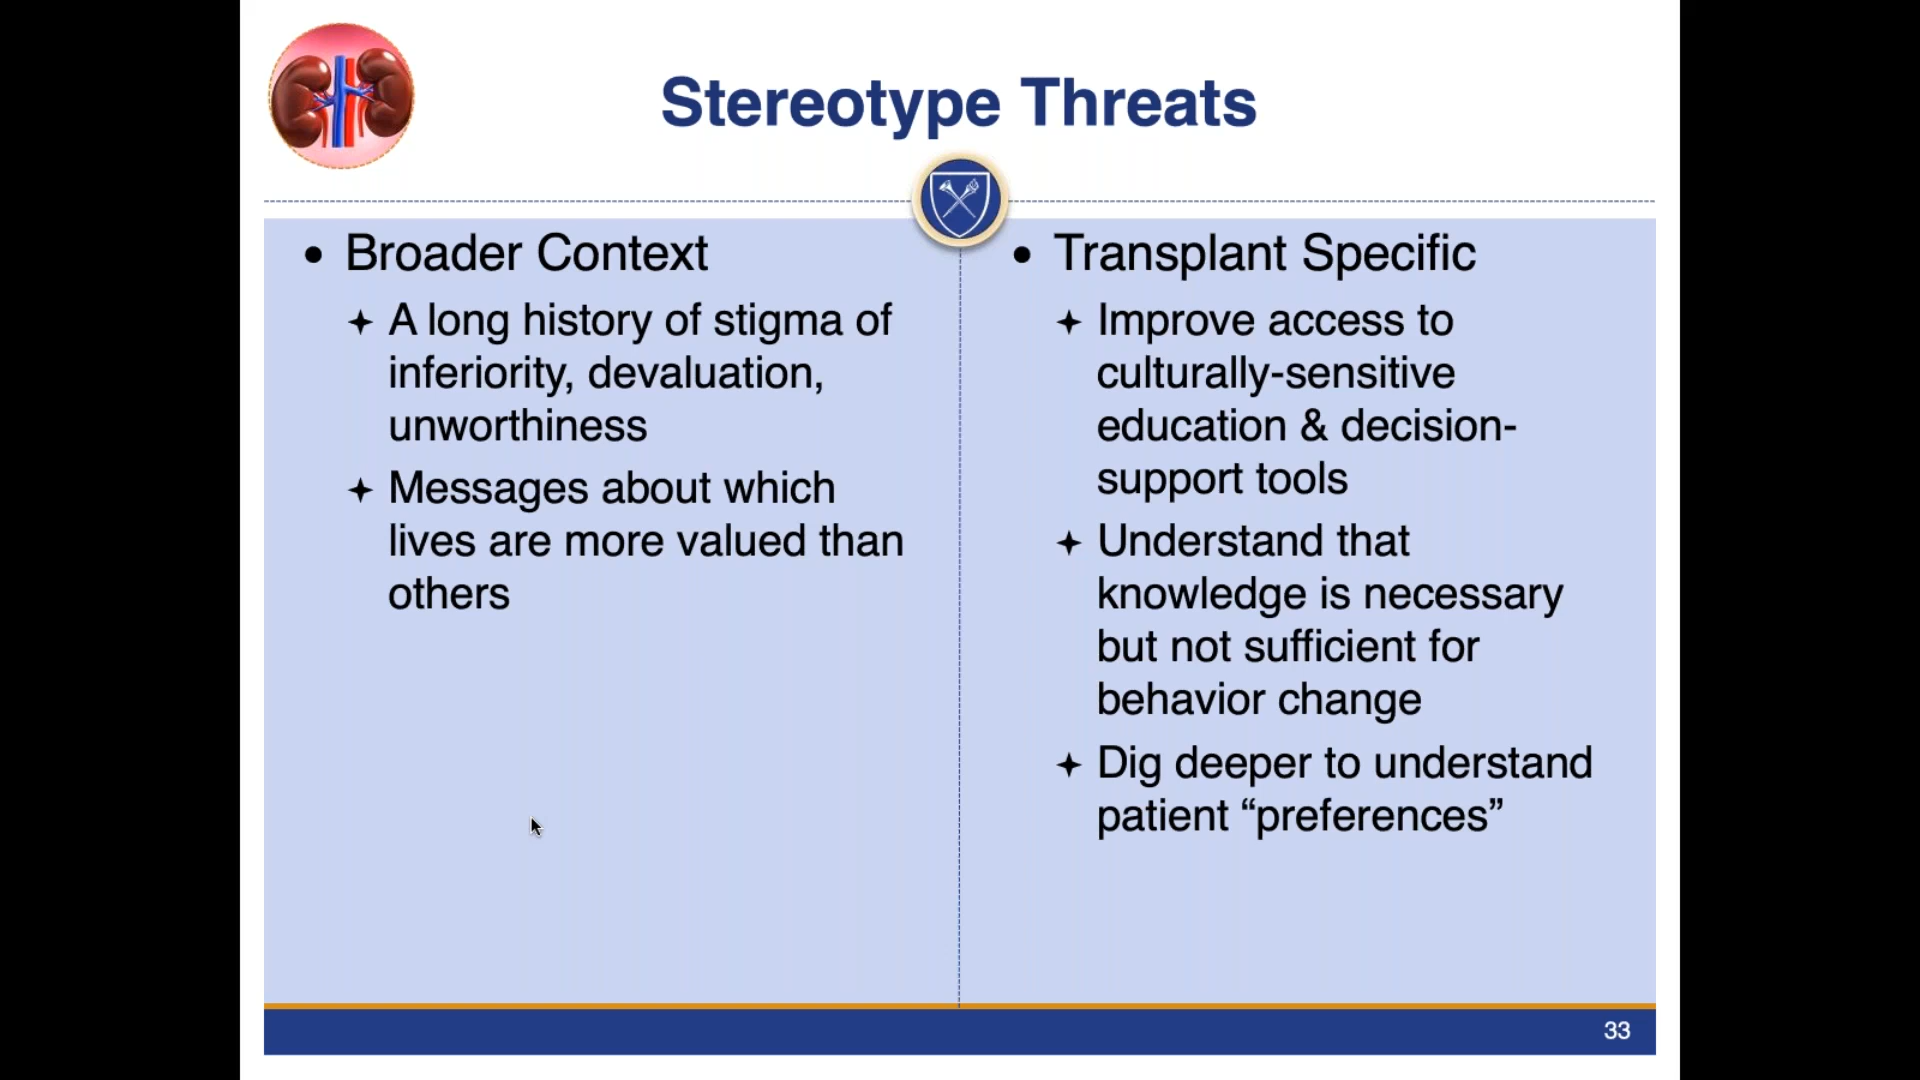 Stereotype Threats
• Broader Context
✦ A long history of stigma of
inferiority, devaluation,
unworthiness
✦ Messages about which
lives are more valued than
others
• Transplant Specific
✦ Improve access to
culturally-sensitive
education & decision-
support tools
✦ Understand that
knowledge is necessary
but not sufficient for
behavior change
✦ Dig deeper to understand
patient “preferences”
33